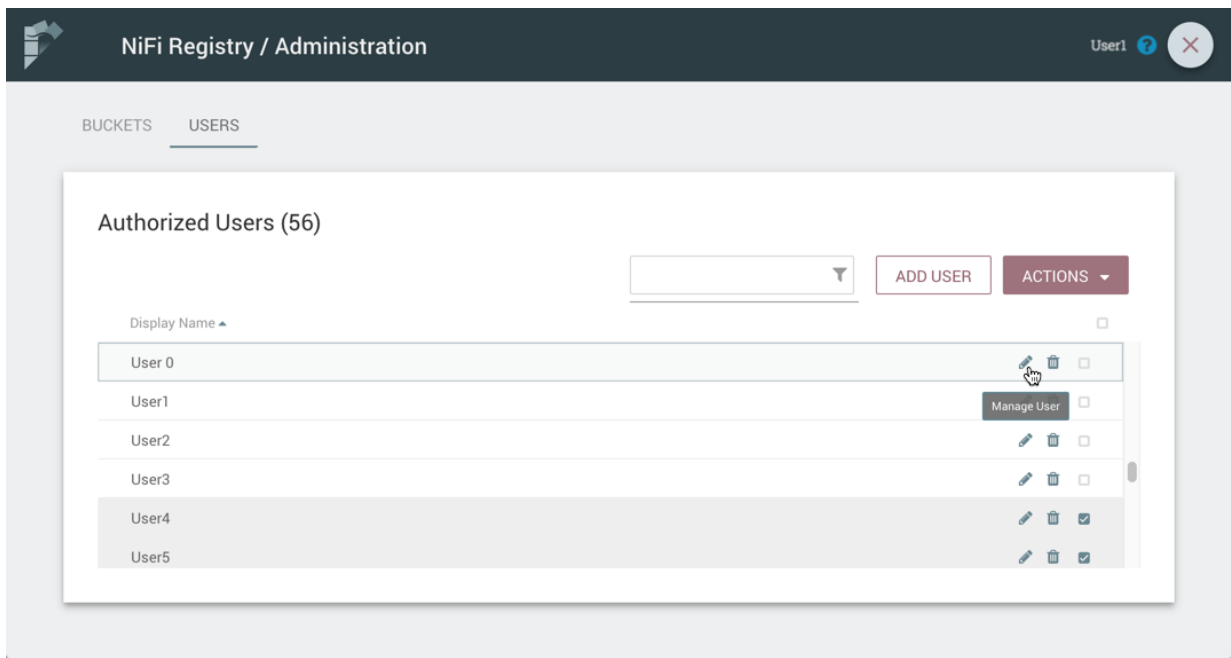 NiFi Registry / Administration
User1 ?
BUCKETS USERS
Authorized Users (56)
ADD USER ACTIONS
Display Name
User 0
User1
Manage User
User2
User3
User4
User5